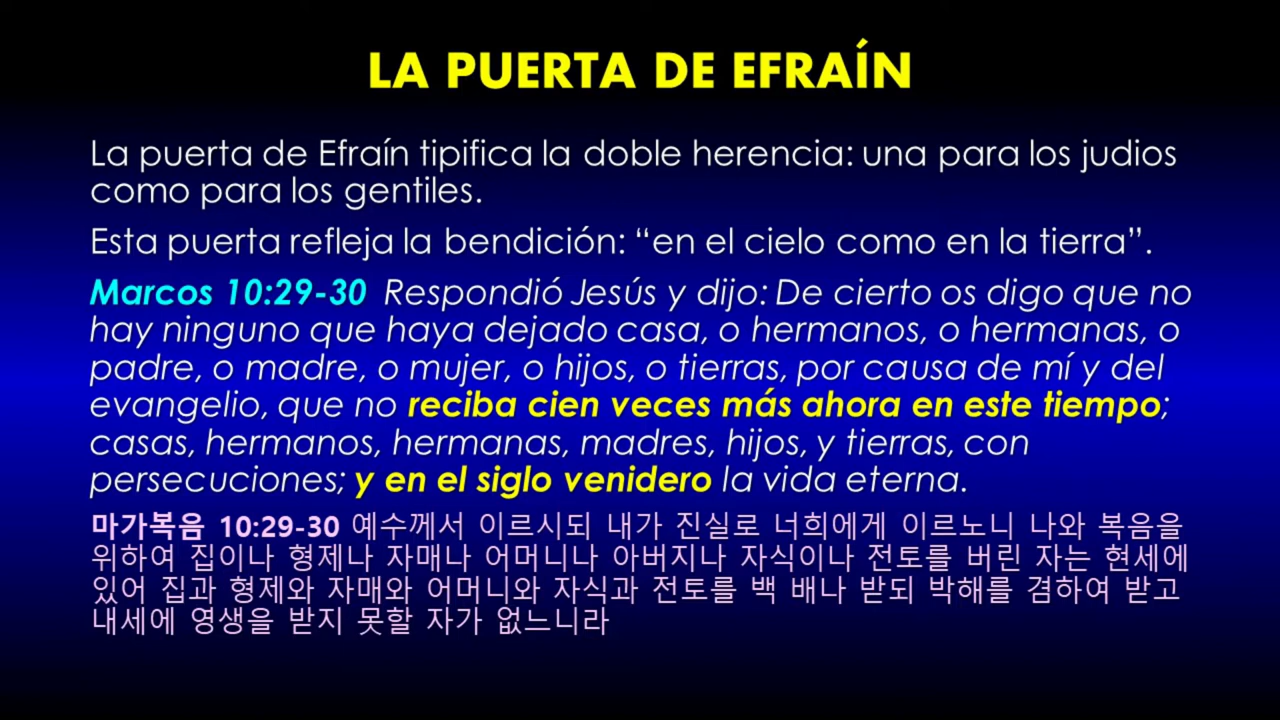 LA PUERTA DE EFRAÍN
La puerta de Efraín tipifica la doble herencia: una para los judios
como para los gentiles.
Esta puerta refleja la bendición: “en el cielo como en la tierra”.
Marcos 10:29-30 Respondió Jesús y dijo: De cierto os digo que no
hay ninguno que haya dejado casa, o hermanos, o hermanas, o
padre, o madre, o mujer, o hijos, o tierras, por causa de mí y del
evangelio, que no reciba cien veces más ahora en este tiempo;
casas, hermanos, hermanas, madres, hijos, y tierras, con
persecuciones; y en el siglo venidero la vida eterna.
마가복음 10:29-30 예수께서 이르시되 내가 진실로 너희에게 이르노니 나와 복음을
위하여 집이나 형제나 자매나 어머니나 아버지나 자식이나 전토를 버린 자는 현세에
있어 집과 형제와 자매와 어머니와 자식과 전토를 백 배나 받되 박해를 겸하여 받고
내세에 영생을 받지 못할 자가 없느니라